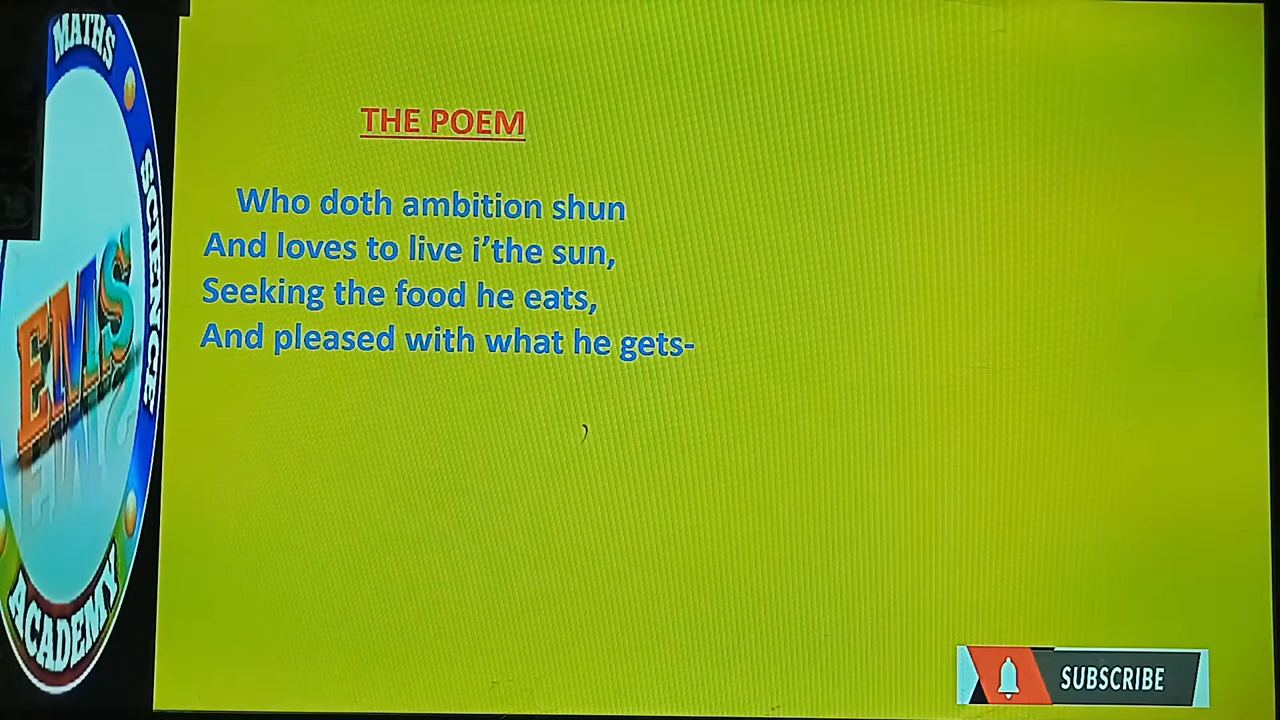 MATHS
SCIENCE
EMS
ACADEMY
THE POEM
Who doth ambition shun
And loves to live i’the sun,
Seeking the food he eats,
And pleased with what he gets-
SUBSCRIBE